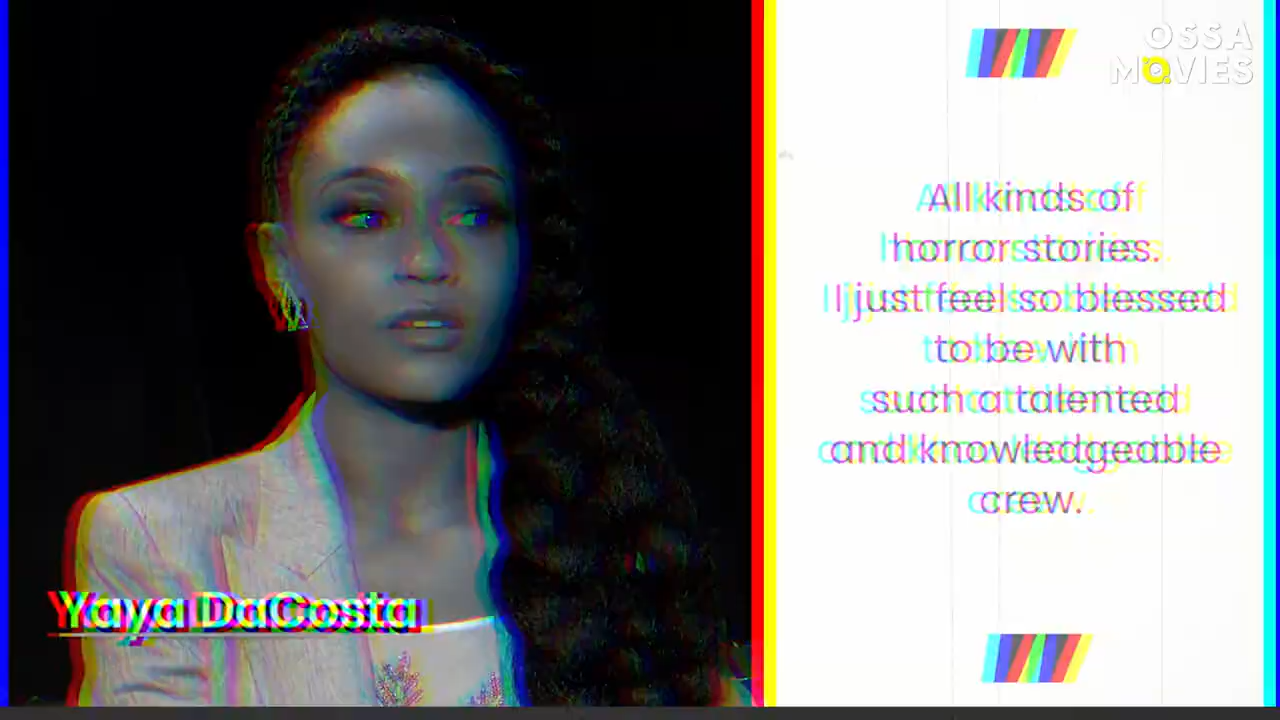 OSSA
MOVIES
All kinds of
horror stories.
I just feel so blessed
to be with
such a talented
and knowledgeable
crew.
Yaya DaCosta